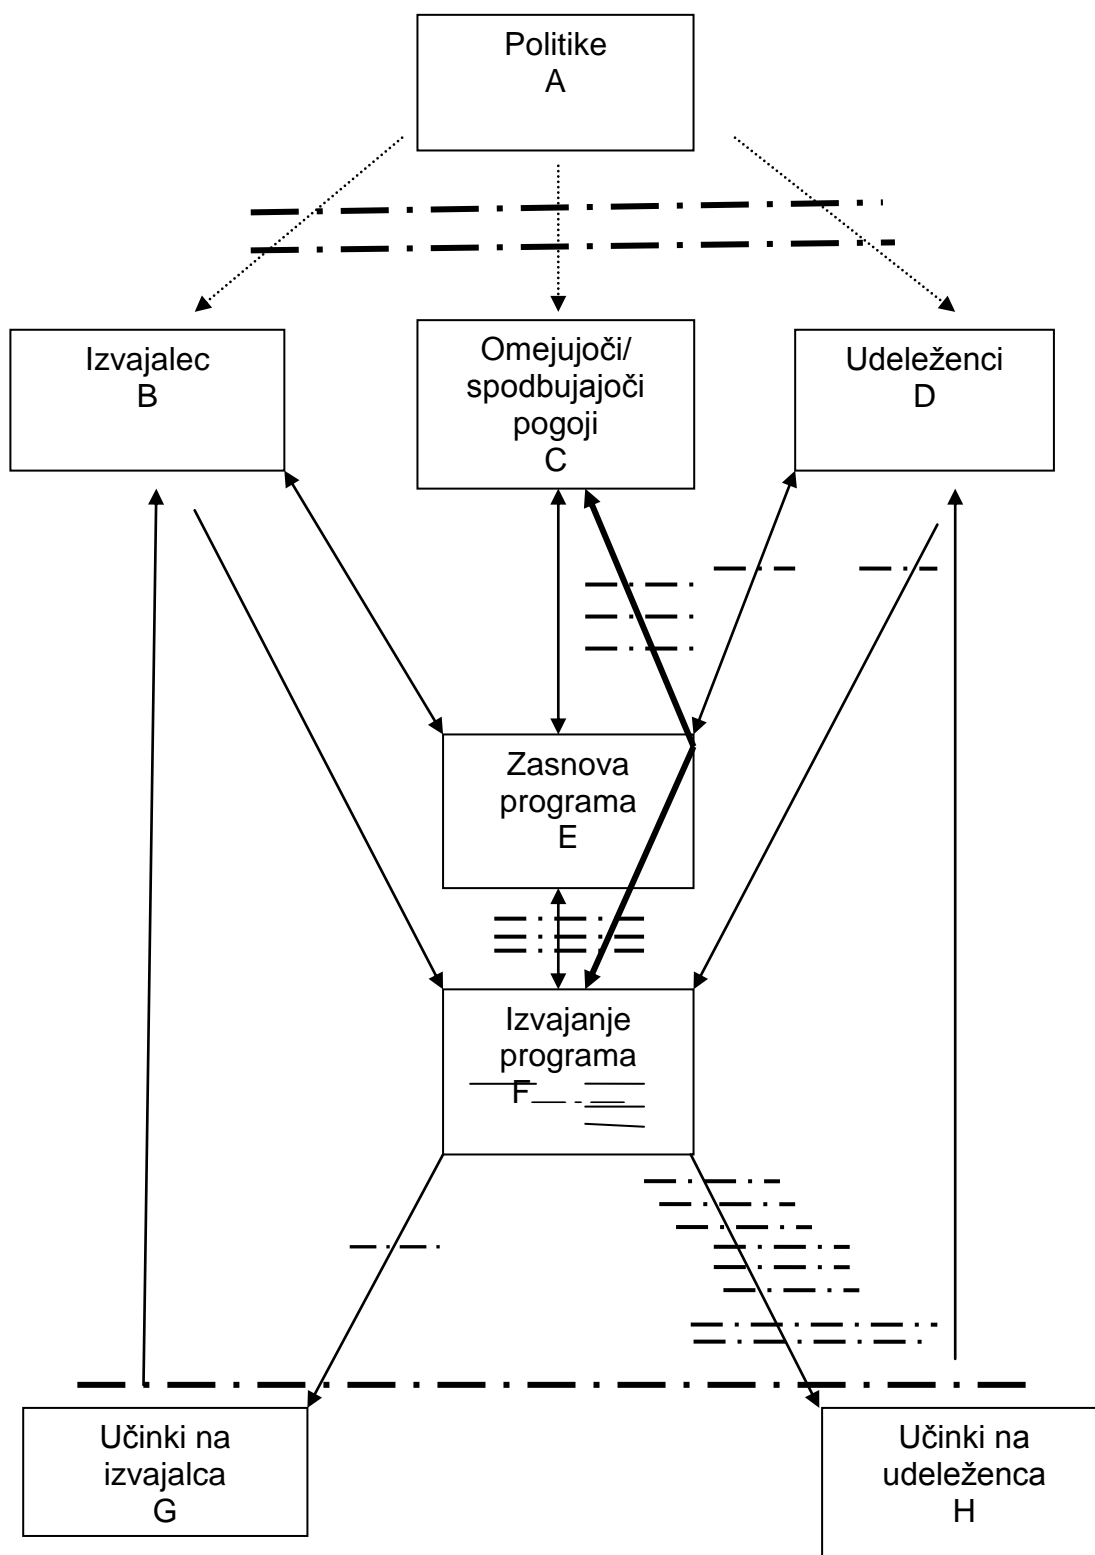 Politike
A
Izvajalec
B
Omejujoči/
spodbujajoči
pogoji
C
Udeleženci
D
Zasnova
programa
E
Izvajanje
programa
F
Učinki na
izvajalca
G
Učinki na
udeleženca
H